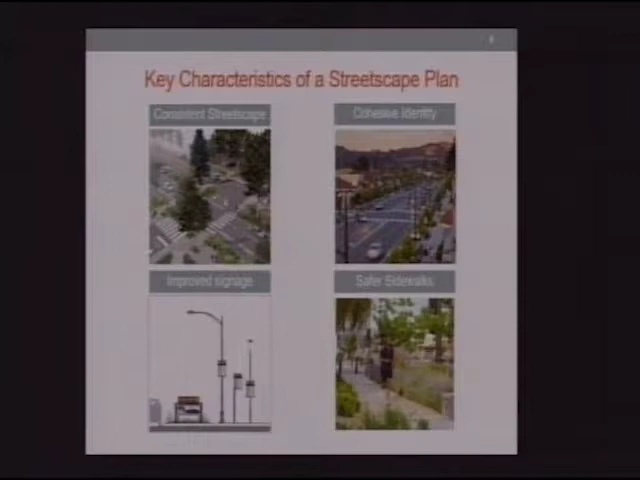 Key Characteristics of a Streetscape Plan
Consistent Streetscape
Cohesive Identity
Improved signage
Safer Sidewalks